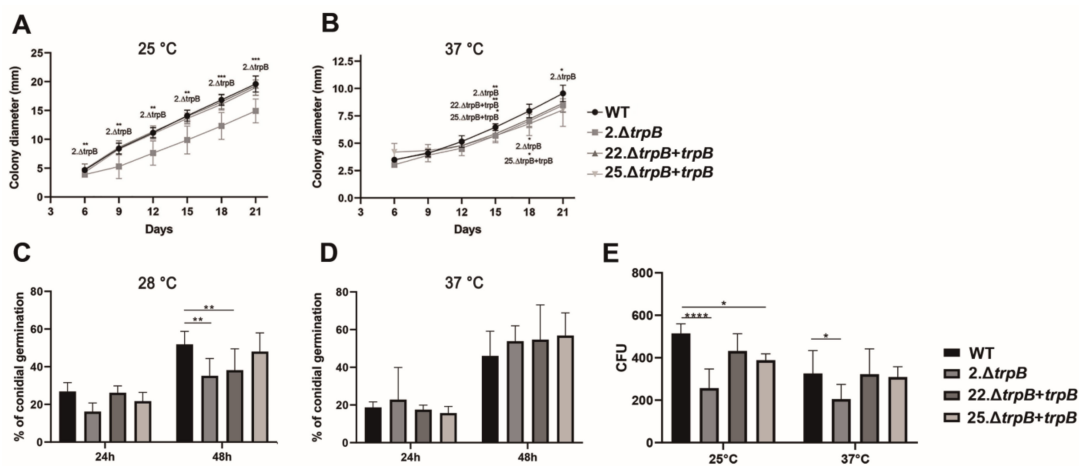 A
25 °C
Colony diameter (mm)
25
20
15
10
5
0
3 6 9 12 15 18 21
Days
**
2.ΔtrpB
**
2.ΔtrpB
**
2.ΔtrpB
**
2.ΔtrpB
***
2.ΔtrpB
***
2.ΔtrpB
B
37 °C
Colony diameter (mm)
12.5
10.0
7.5
5.0
2.5
0.0
3 6 9 12 15 18 21
Days
**
2.ΔtrpB
**
22.ΔtrpB+trpB
*
25.ΔtrpB+trpB
*
2.ΔtrpB
*
25.ΔtrpB+trpB
*
2.ΔtrpB
WT
2.ΔtrpB
22.ΔtrpB+trpB
25.ΔtrpB+trpB
C
28 °C
% of conidial germination
80
60
40
20
0
**
**
24h 48h
D
37 °C
% of conidial germination
80
60
40
20
0
24h 48h
E
CFU
800
600
400
200
0
*
****
*
25°C 37°C
WT
2.ΔtrpB
22.ΔtrpB+trpB
25.ΔtrpB+trpB